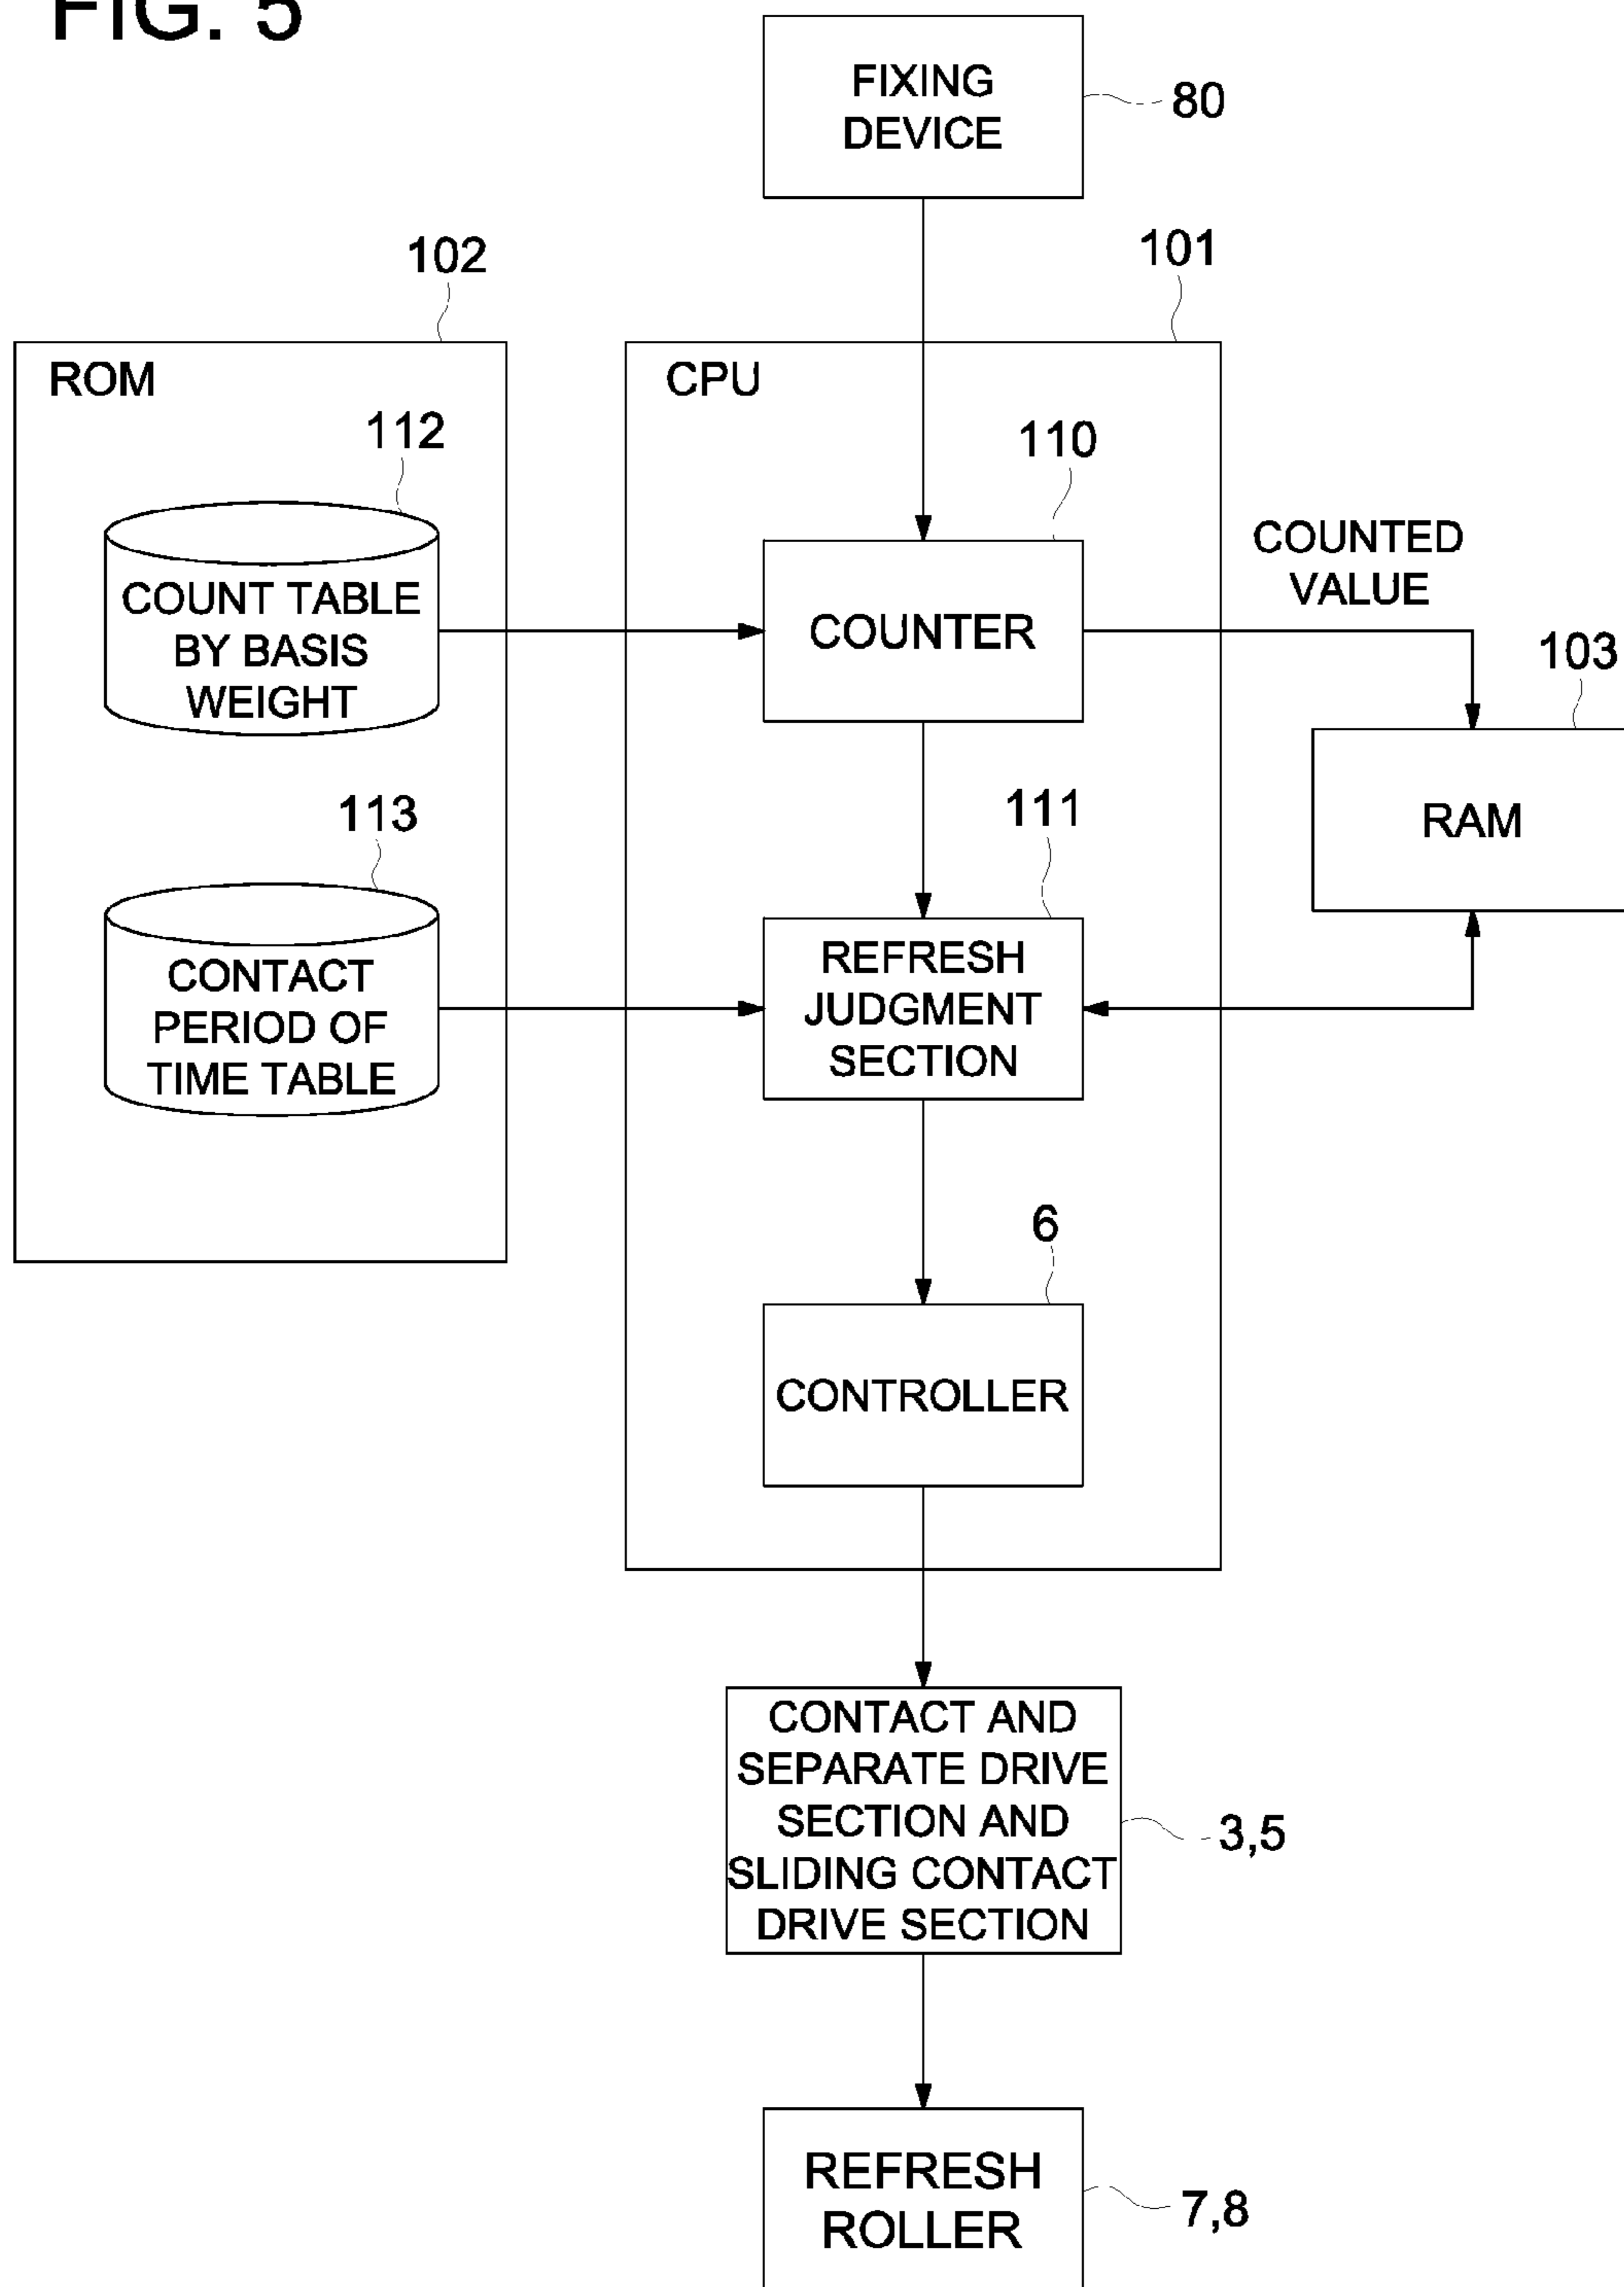 FIG. 5
FIXING
DEVICE
80
102
101
ROM
CPU
112
110
COUNT TABLE
BY BASIS
WEIGHT
COUNTER
COUNTED
VALUE
103
RAM
113
111
CONTACT
PERIOD OF
TIME TABLE
REFRESH
JUDGMENT
SECTION
6
CONTROLLER
CONTACT AND
SEPARATE DRIVE
SECTION AND
SLIDING CONTACT
DRIVE SECTION
3,5
REFRESH
ROLLER
7,8